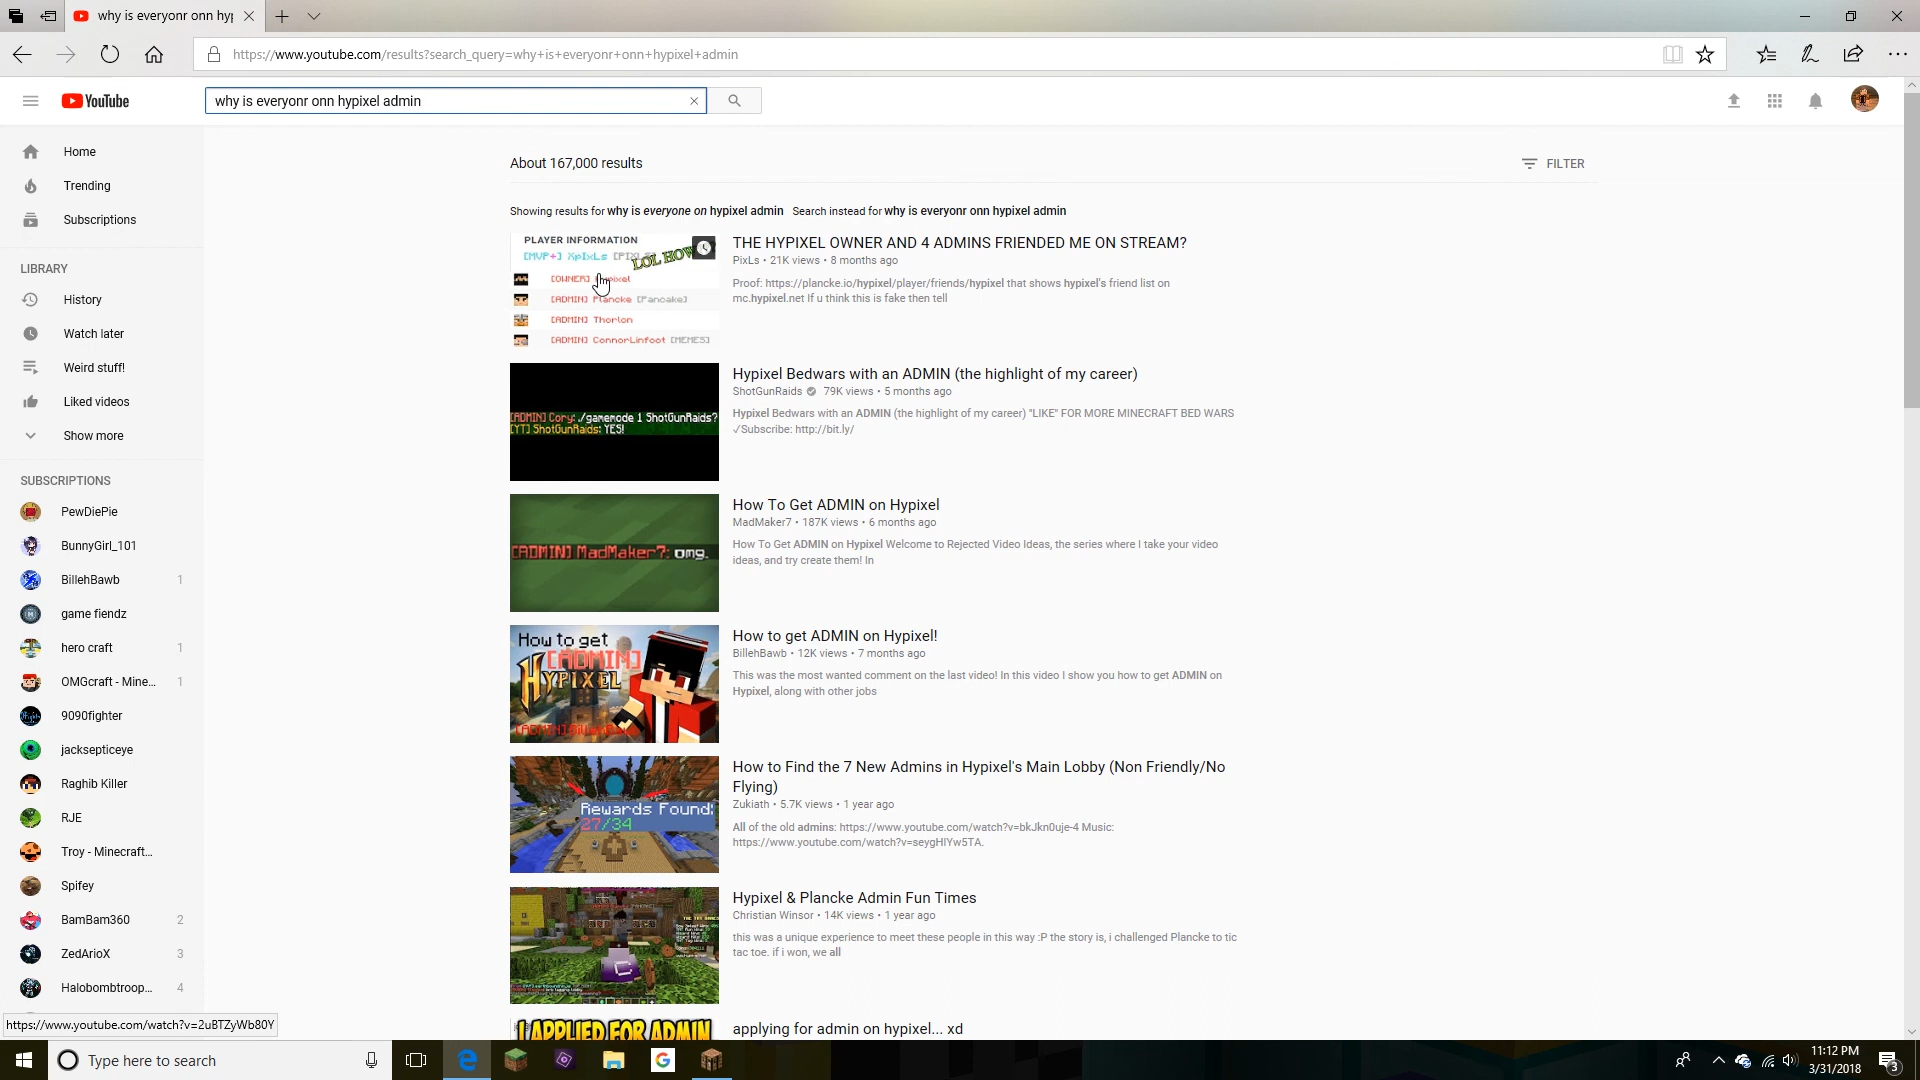 why is everyonr onn hyp
https://www.youtube.com/results?search_query=why+is+everyonr+onn+hypixel+admin
YouTube
why is everyonr onn hypixel admin
Home
Trending
Subscriptions
LIBRARY
History
Watch later
Weird stuff!
Liked videos
Show more
SUBSCRIPTIONS
PewDiePie
BunnyGirl_101
BillehBawb 1
game fiendz
hero craft 1
OMGcraft - Mine... 1
9090fighter
jacksepticeye
Raghib Killer
RJE
Troy - Minecraft...
Spifey
BamBam360 2
ZedArioX 3
Halobombtroop... 4
https://www.youtube.com/watch?v=2uBTZyWb80Y
About 167,000 results
FILTER
Showing results for why is everyone on hypixel admin Search instead for why is everyonr onn hypixel admin
PLAYER INFORMATION
[MVP+] XpIxLs
LOL HOW
[OWNER]
[ADMIN] Plancke [Pancake]
[ADMIN] Thorlon
[ADMIN] ConnorLinfoot [MEMES]
THE HYPIXEL OWNER AND 4 ADMINS FRIENDED ME ON STREAM?
PixLs • 21K views • 8 months ago
Proof: https://plancke.io/hypixel/player/friends/hypixel that shows hypixel's friend list on
mc.hypixel.net If u think this is fake then tell
[ADMIN] Cory: ./gamemode 1 ShotGunRaids?
[YT] ShotGunRaids: YES!
Hypixel Bedwars with an ADMIN (the highlight of my career)
ShotGunRaids 79K views • 5 months ago
Hypixel Bedwars with an ADMIN (the highlight of my career) "LIKE" FOR MORE MINECRAFT BED WARS
✓Subscribe: http://bit.ly/
[ADMIN] MadMaker7: omg.
How To Get ADMIN on Hypixel
MadMaker7 • 187K views • 6 months ago
How To Get ADMIN on Hypixel Welcome to Rejected Video Ideas, the series where I take your video
ideas, and try create them! In
How to get
[ADMIN]
HYPIXEL
How to get ADMIN on Hypixel!
BillehBawb • 12K views • 7 months ago
This was the most wanted comment on the last video! In this video I show you how to get ADMIN on
Hypixel, along with other jobs
Rewards Found:
27/34
How to Find the 7 New Admins in Hypixel's Main Lobby (Non Friendly/No
Flying)
Zukiath • 5.7K views • 1 year ago
All of the old admins: https://www.youtube.com/watch?v=bkJkn0uje-4 Music:
https://www.youtube.com/watch?v=seygHIYw5TA.
Hypixel & Plancke Admin Fun Times
Christian Winsor • 14K views • 1 year ago
this was a unique experience to meet these people in this way :P the story is, i challenged Plancke to tic
tac toe. if i won, we all
I APPLIED FOR ADMIN
applying for admin on hypixel... xd
Type here to search
11:12 PM
3/31/2018
3